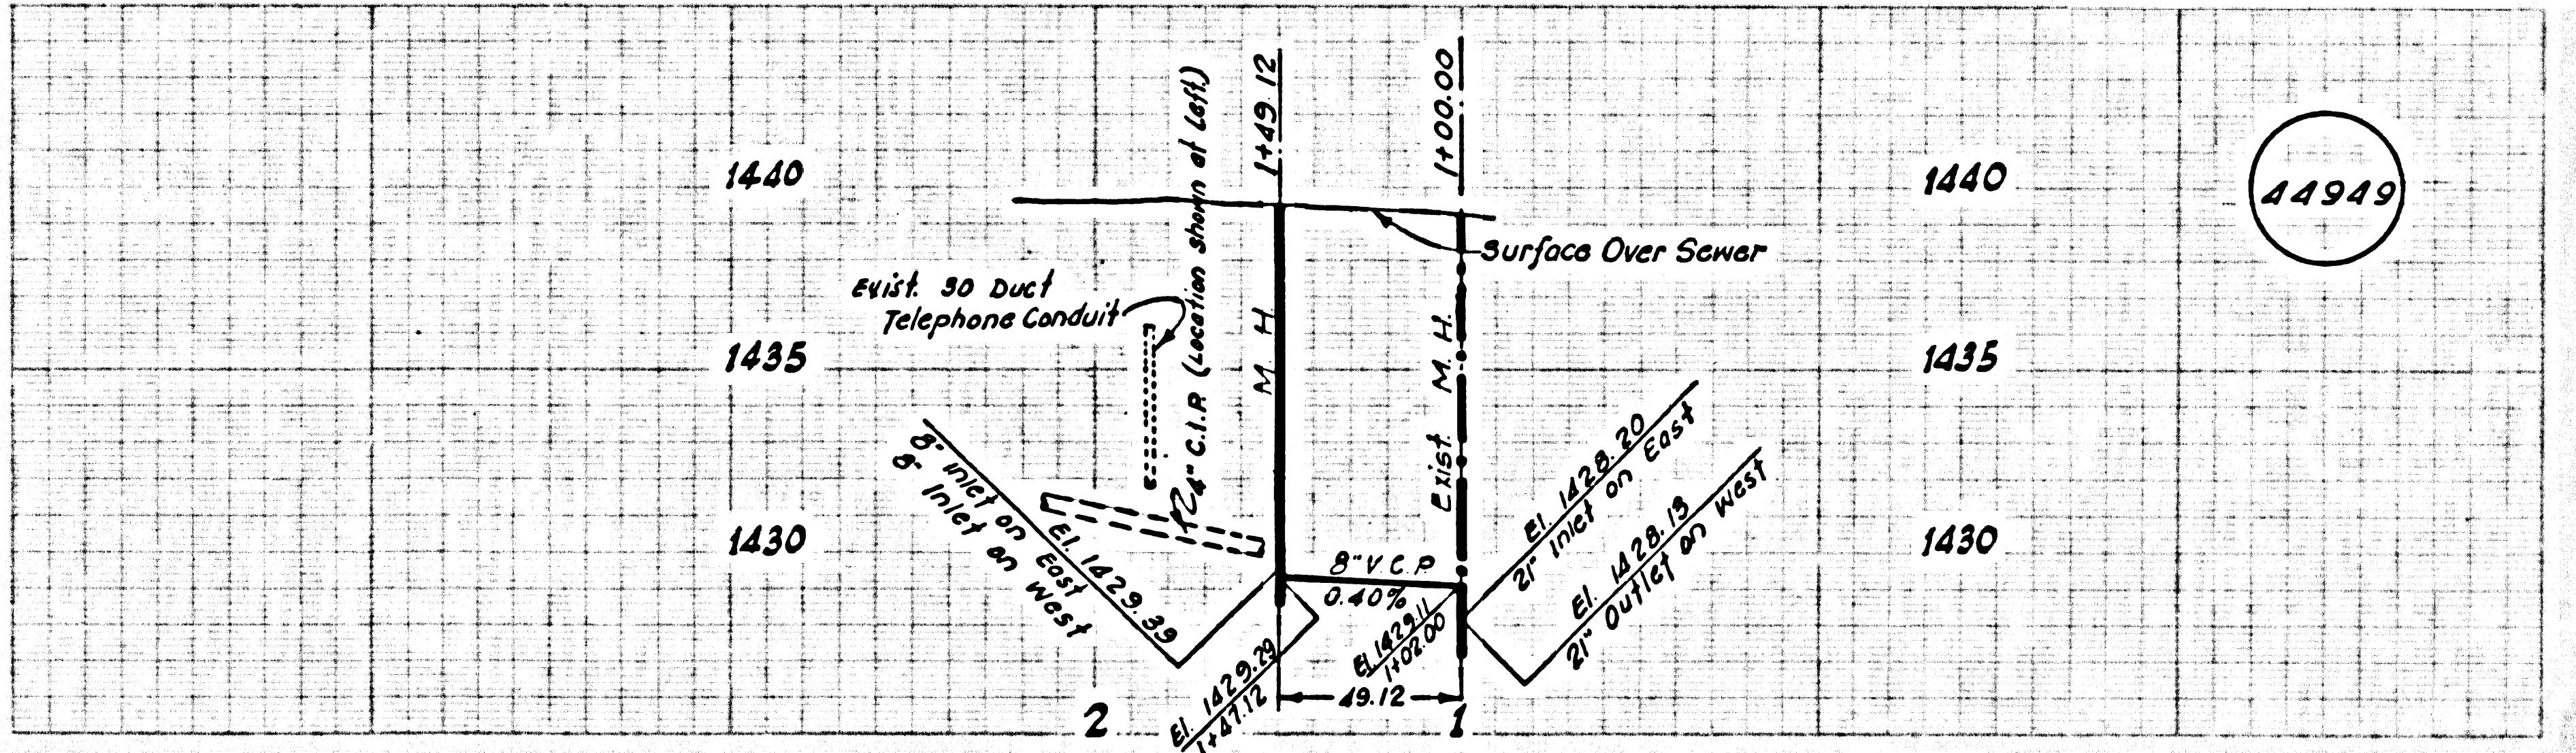 1+49.12
1+00.00
1440
1440
44949
Surface Over Sewer
Exist. 30 Duct
Telephone Conduit
24" C.I.P. (Location shown at Left)
M. H.
Exist. M. H.
1435
1435
1430
1430
El. 1429.39
8" Inlet on East
8" Inlet on West
El. 1428.20
21" Inlet on East
El. 1428.13
21" Outlet on West
8" V.C.P.
0.40%
El. 1429.29
1+47.12
El. 1429.11
1+02.00
49.12
2
1